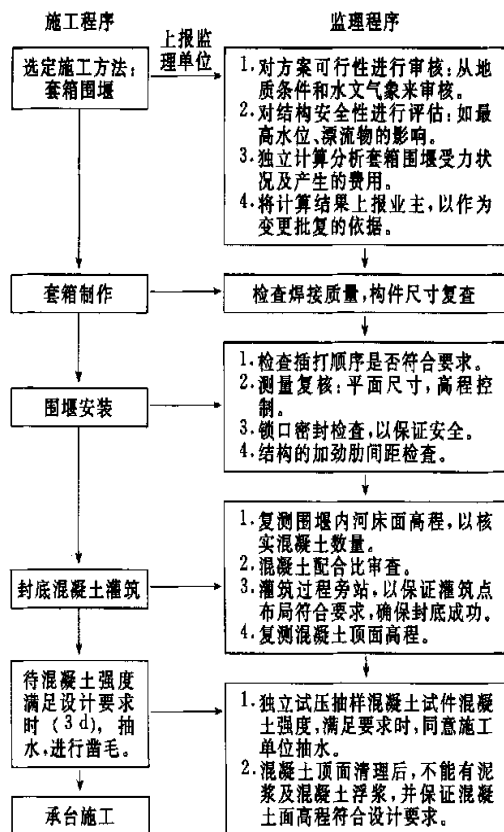 施工程序
监理程序
上报监
理单位
选定施工方法:
套箱围堰
1.对方案可行性进行审核:从地
质条件和水文气象来审核。
2.对结构安全性进行评估:如最
高水位、漂流物的影响。
3.独立计算分析套箱围堰受力状
况及产生的费用。
4.将计算结果上报业主,以作为
变更批复的依据。
套箱制作
检查焊接质量,构件尺寸复查
围堰安装
1.检查插打顺序是否符合要求。
2.测量复核:平面尺寸,高程控
制。
3.锁口密封检查,以保证安全。
4.结构的加劲肋间距检查。
封底混凝土灌筑
1.复测围堰内河床面高程,以核
实混凝土数量。
2.混凝土配合比审查。
3.灌筑过程旁站,以保证灌筑点
布局符合要求,确保封底成功。
4.复测混凝土顶面高程。
待混凝土强度
满足设计要求
时(3d),抽
水,进行凿毛。
1.独立试压抽样混凝土试件混凝
土强度,满足要求时,同意施工
单位抽水。
2.混凝土顶面清理后,不能有泥
浆及混凝土浮浆,并保证混凝
土面高程符合设计要求。
承台施工